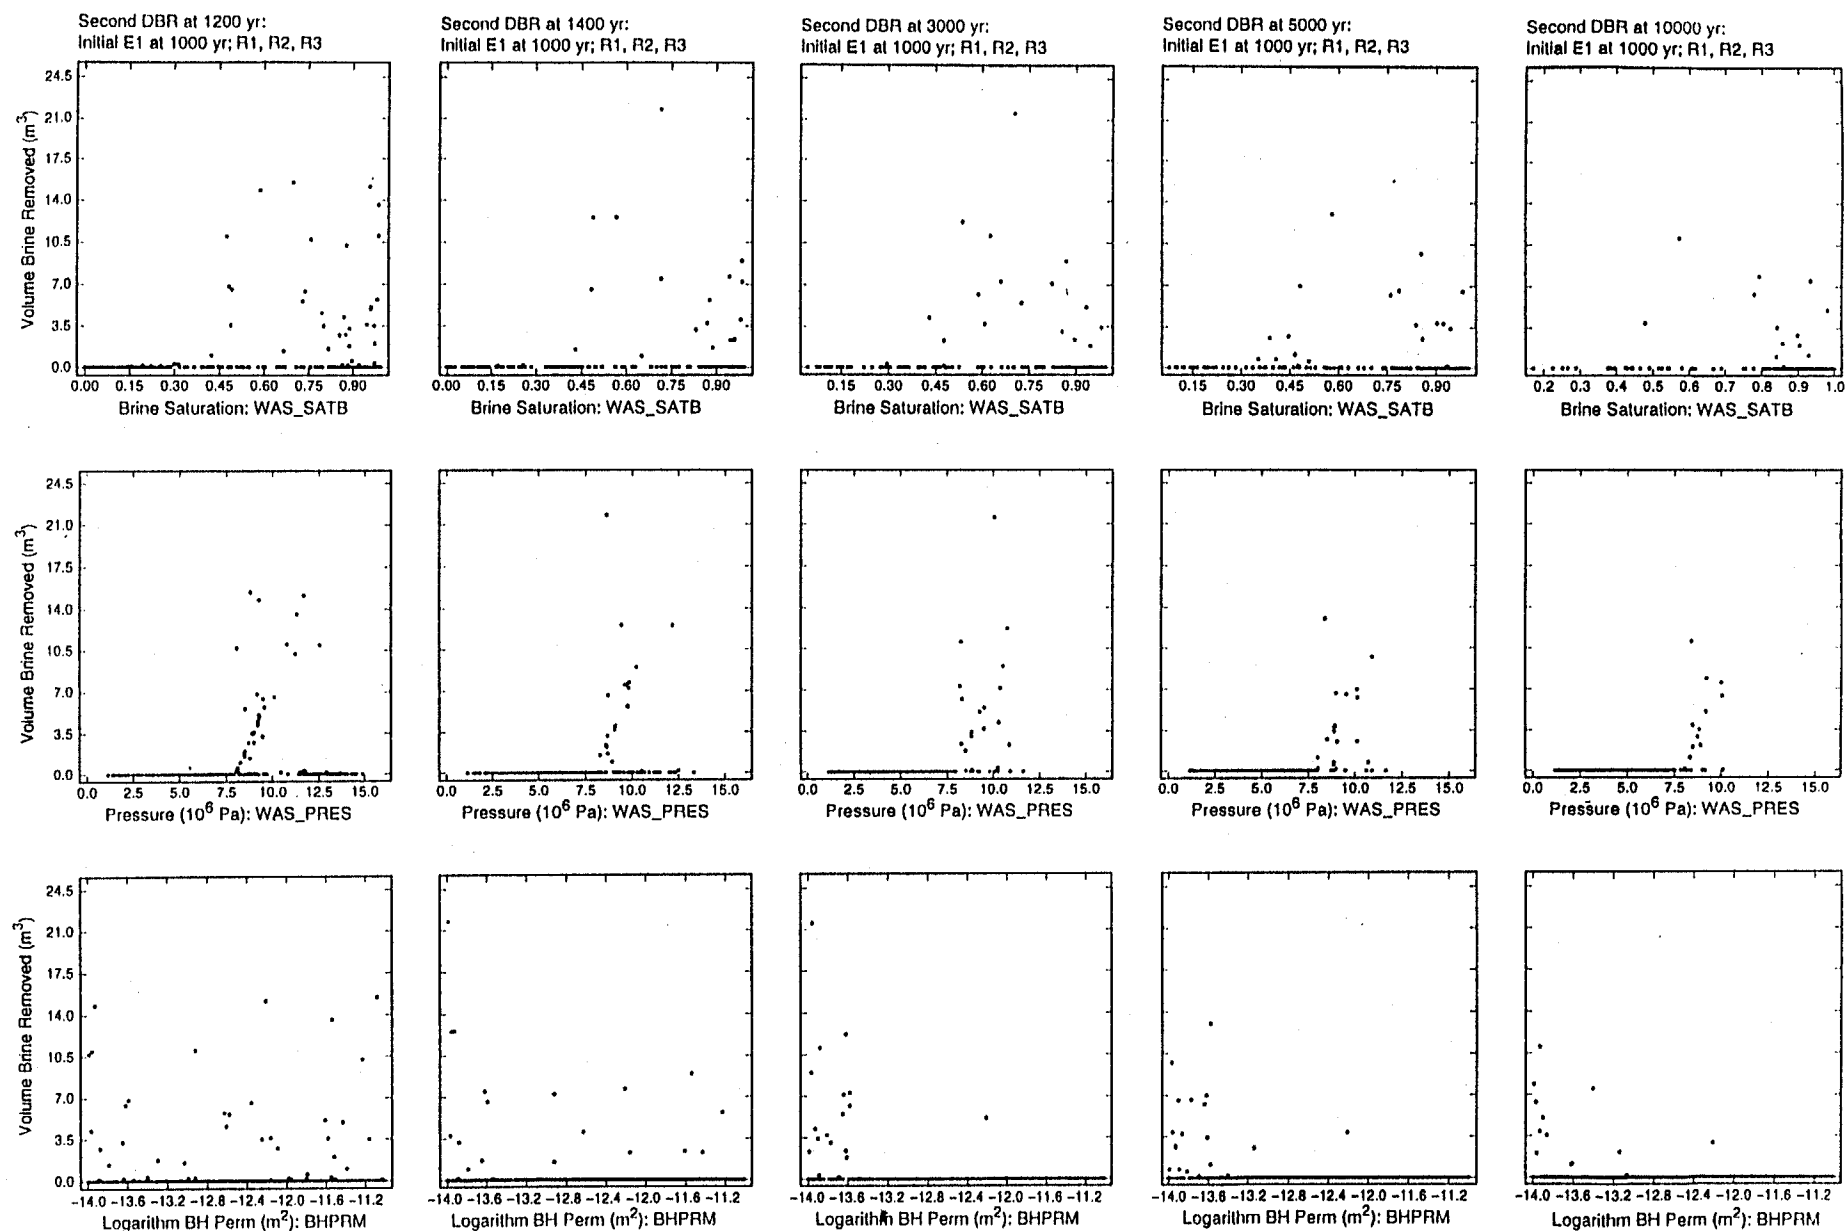 Second DBR at 1200 yr:
Initial E1 at 1000 yr; R1, R2, R3
Second DBR at 1400 yr:
Initial E1 at 1000 yr; R1, R2, R3
Second DBR at 3000 yr:
Initial E1 at 1000 yr; R1, R2, R3
Second DBR at 5000 yr:
Initial E1 at 1000 yr; R1, R2, R3
Second DBR at 10000 yr:
Initial E1 at 1000 yr; R1, R2, R3
Volume Brine Removed (m³)
24.5
21.0
17.5
14.0
10.5
7.0
3.5
0.0
0.00 0.15 0.30 0.45 0.60 0.75 0.90
Brine Saturation: WAS_SATB
0.00 0.15 0.30 0.45 0.60 0.75 0.90
Brine Saturation: WAS_SATB
0.15 0.30 0.45 0.60 0.75 0.90
Brine Saturation: WAS_SATB
0.15 0.30 0.45 0.60 0.75 0.90
Brine Saturation: WAS_SATB
0.2 0.3 0.4 0.5 0.6 0.7 0.8 0.9 1.0
Brine Saturation: WAS_SATB
Volume Brine Removed (m³)
24.5
21.0
17.5
14.0
10.5
7.0
3.5
0.0
0.0 2.5 5.0 7.5 10.0 12.5 15.0
Pressure (10⁶ Pa): WAS_PRES
0.0 2.5 5.0 7.5 10.0 12.5 15.0
Pressure (10⁶ Pa): WAS_PRES
0.0 2.5 5.0 7.5 10.0 12.5 15.0
Pressure (10⁶ Pa): WAS_PRES
0.0 2.5 5.0 7.5 10.0 12.5 15.0
Pressure (10⁶ Pa): WAS_PRES
0.0 2.5 5.0 7.5 10.0 12.5 15.0
Pressure (10⁶ Pa): WAS_PRES
Volume Brine Removed (m³)
24.5
21.0
17.5
14.0
10.5
7.0
3.5
0.0
−14.0 −13.6 −13.2 −12.8 −12.4 −12.0 −11.6 −11.2
Logarithm BH Perm (m²): BHPRM
−14.0 −13.6 −13.2 −12.8 −12.4 −12.0 −11.6 −11.2
Logarithm BH Perm (m²): BHPRM
−14.0 −13.6 −13.2 −12.8 −12.4 −12.0 −11.6 −11.2
Logarithm BH Perm (m²): BHPRM
−14.0 −13.6 −13.2 −12.8 −12.4 −12.0 −11.6 −11.2
Logarithm BH Perm (m²): BHPRM
−14.0 −13.6 −13.2 −12.8 −12.4 −12.0 −11.6 −11.2
Logarithm BH Perm (m²): BHPRM